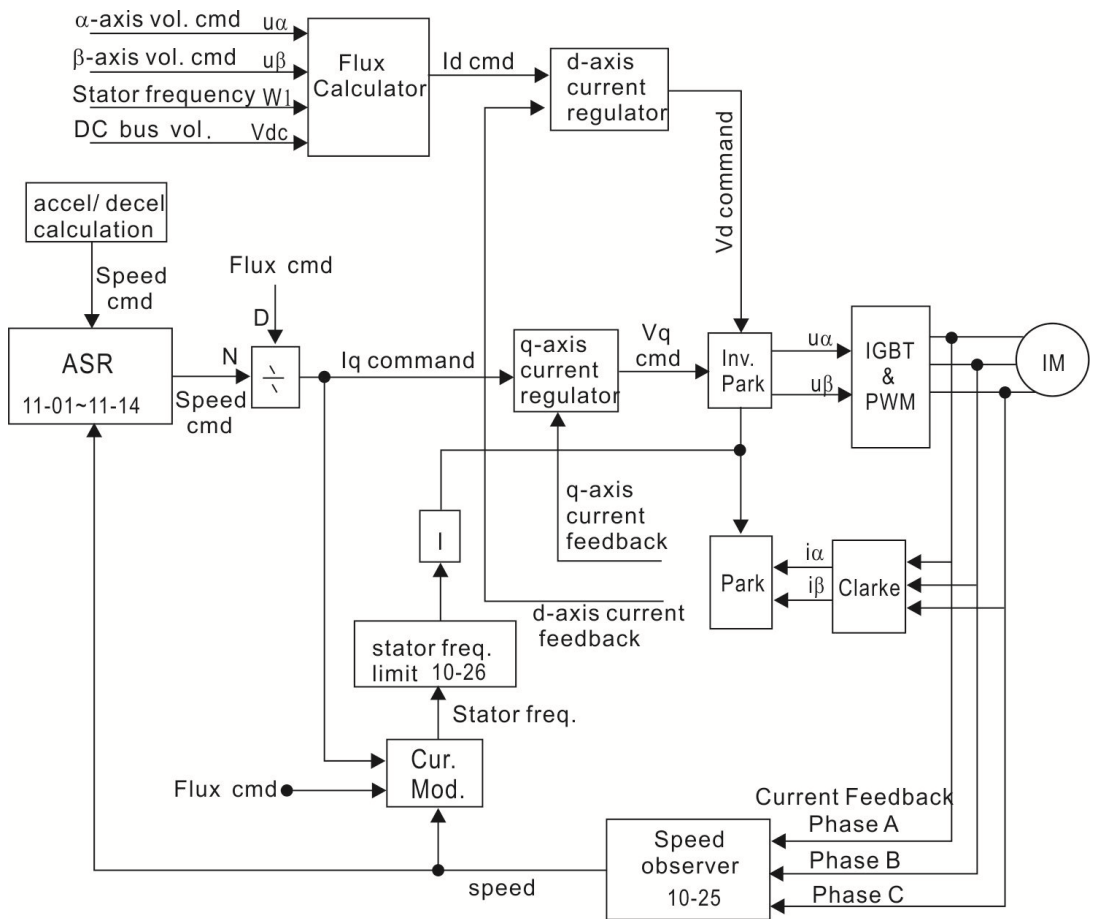 α-axis vol. cmd uα
β-axis vol. cmd uβ
Stator frequency W1
DC bus vol. Vdc
Flux
Calculator
Id cmd
d-axis
current
regulator
Vd command
accel/ decel
calculation
Speed
cmd
Flux cmd
D
ASR
11-01~11-14
N
Speed
cmd
Iq command
q-axis
current
regulator
Vq
cmd
Inv.
Park
uα
uβ
IGBT
&
PWM
IM
q-axis
current
feedback
I
Park
iα
iβ
Clarke
d-axis current
feedback
stator freq.
limit 10-26
Stator freq.
Cur.
Mod.
Flux cmd
Current Feedback
Phase A
Phase B
Phase C
Speed
observer
10-25
speed